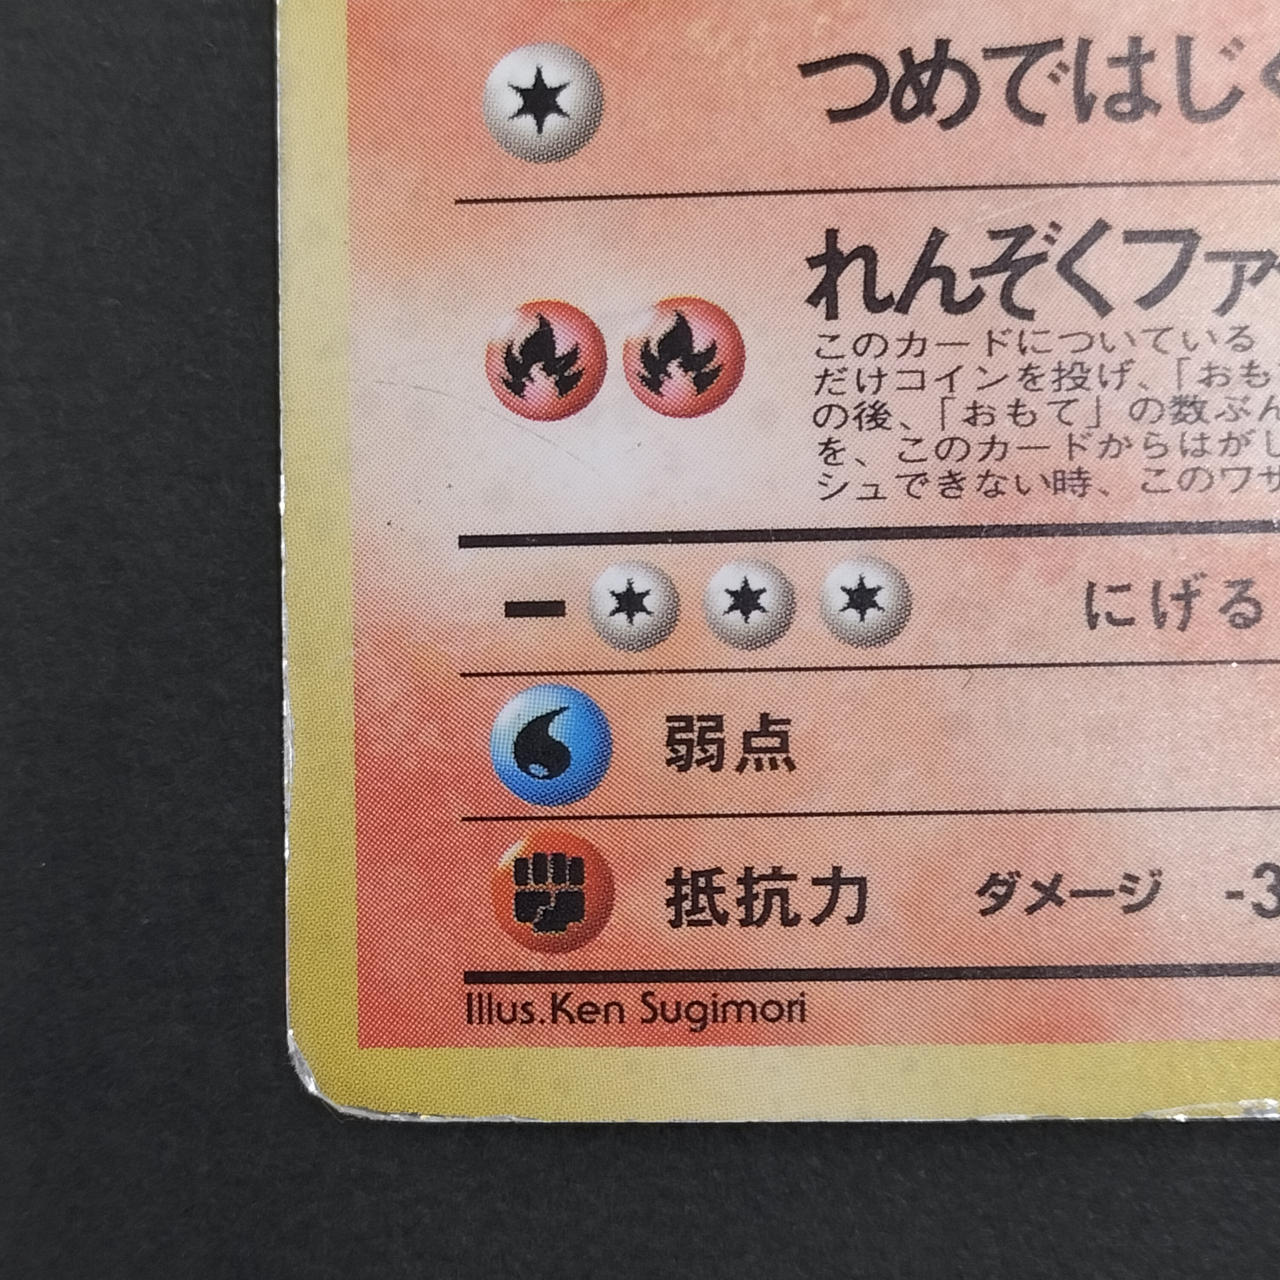 つめではじく
れんぞくファ
このカードについている
だけコインを投げ、「おも
の後、「おもて」の数ぶん
を、このカードからはがし
シュできない時、このワザ
にげる
弱点
抵抗力 ダメージ -3
Illus.Ken Sugimori